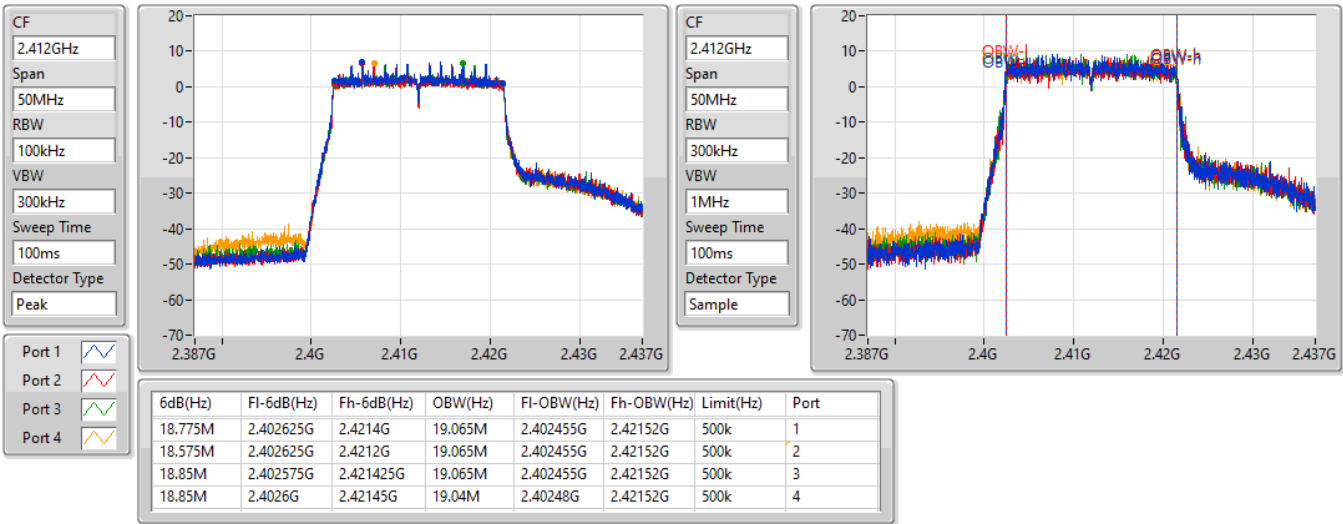 CF
2.412GHz
Span
50MHz
RBW
100kHz
VBW
300kHz
Sweep Time
100ms
Detector Type
Peak
20
10
0
-10
-20
-30
-40
-50
-60
-70
2.387G 2.4G 2.41G 2.42G 2.43G 2.437G
CF
2.412GHz
Span
50MHz
RBW
300kHz
VBW
1MHz
Sweep Time
100ms
Detector Type
Sample
20
10
0
-10
-20
-30
-40
-50
-60
-70
OBW-l
OBW-h
2.387G 2.4G 2.41G 2.42G 2.43G 2.437G
Port 1
Port 2
Port 3
Port 4
6dB(Hz) Fl-6dB(Hz) Fh-6dB(Hz) OBW(Hz) Fl-OBW(Hz) Fh-OBW(Hz) Limit(Hz) Port
18.775M 2.402625G 2.4214G 19.065M 2.402455G 2.42152G 500k 1
18.575M 2.402625G 2.4212G 19.065M 2.402455G 2.42152G 500k 2
18.85M 2.402575G 2.421425G 19.065M 2.402455G 2.42152G 500k 3
18.85M 2.4026G 2.42145G 19.04M 2.40248G 2.42152G 500k 4